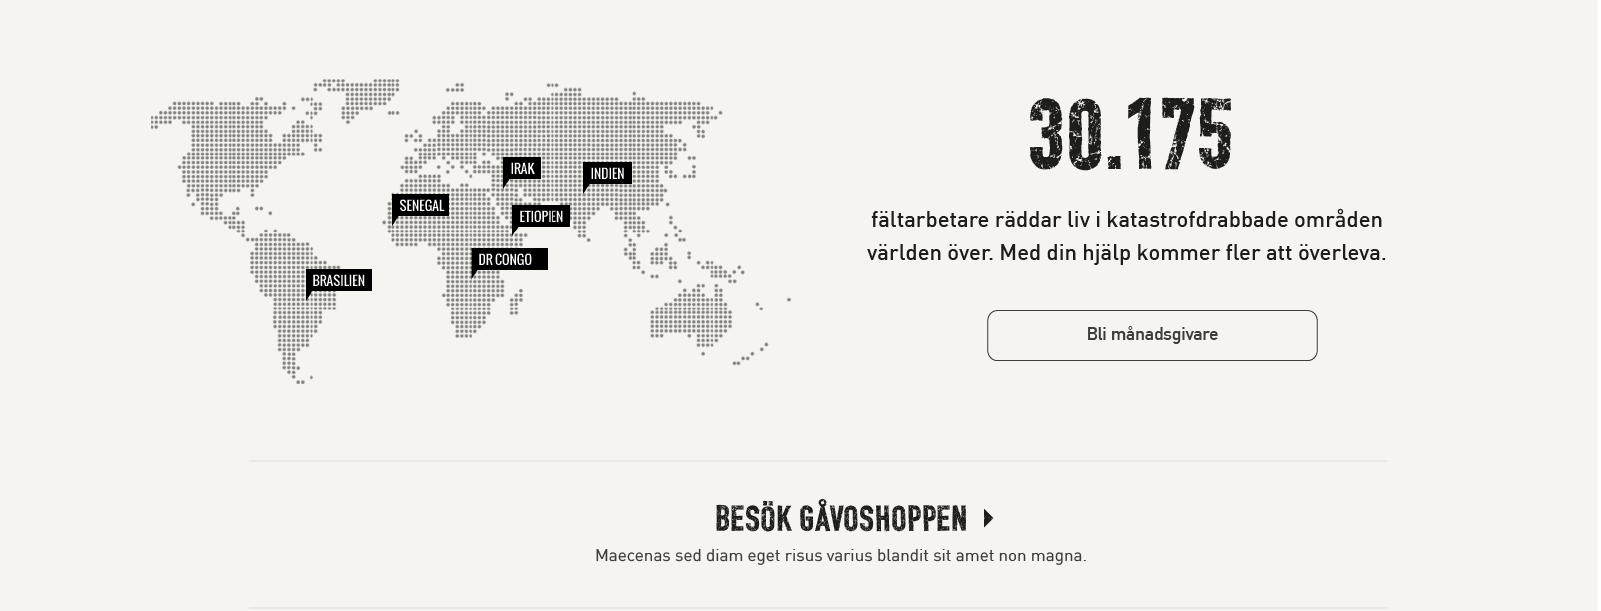 IRAK
INDIEN
SENEGAL
ETIOPIEN
DR CONGO
BRASILIEN
30.175
fältarbetare räddar liv i katastrofdrabbade områden
världen över. Med din hjälp kommer fler att överleva.
Bli månadsgivare
BESÖK GÅVOSHOPPEN
Maecenas sed diam eget risus varius blandit sit amet non magna.